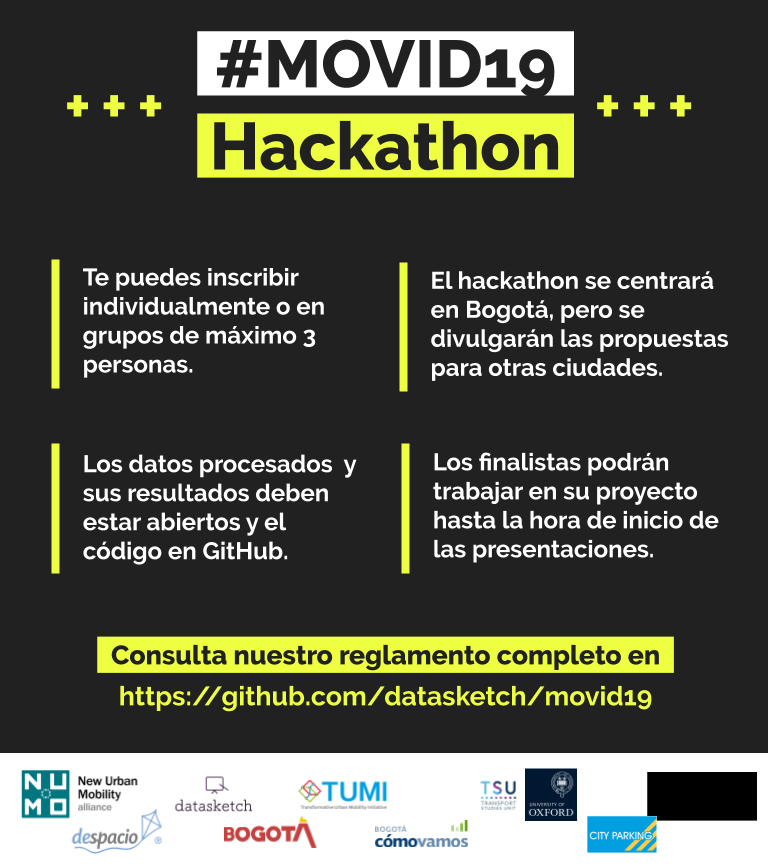 #MOVID19
Hackathon
Te puedes inscribir
individualmente o en
grupos de máximo 3
personas.
El hackathon se centrará
en Bogotá, pero se
divulgarán las propuestas
para otras ciudades.
Los datos procesados y
sus resultados deben
estar abiertos y el
código en GitHub.
Los finalistas podrán
trabajar en su proyecto
hasta la hora de inicio de
las presentaciones.
Consulta nuestro reglamento completo en
https://github.com/datasketch/movid19
NUMO
New Urban
Mobility
alliance
datasketch
TUMI
Transformative Urban Mobility Initiative
TSU
TRANSPORT
STUDIES UNIT
UNIVERSITY OF
OXFORD
despacio
BOGOTÁ
BOGOTÁ
cómovamos
CITY PARKING